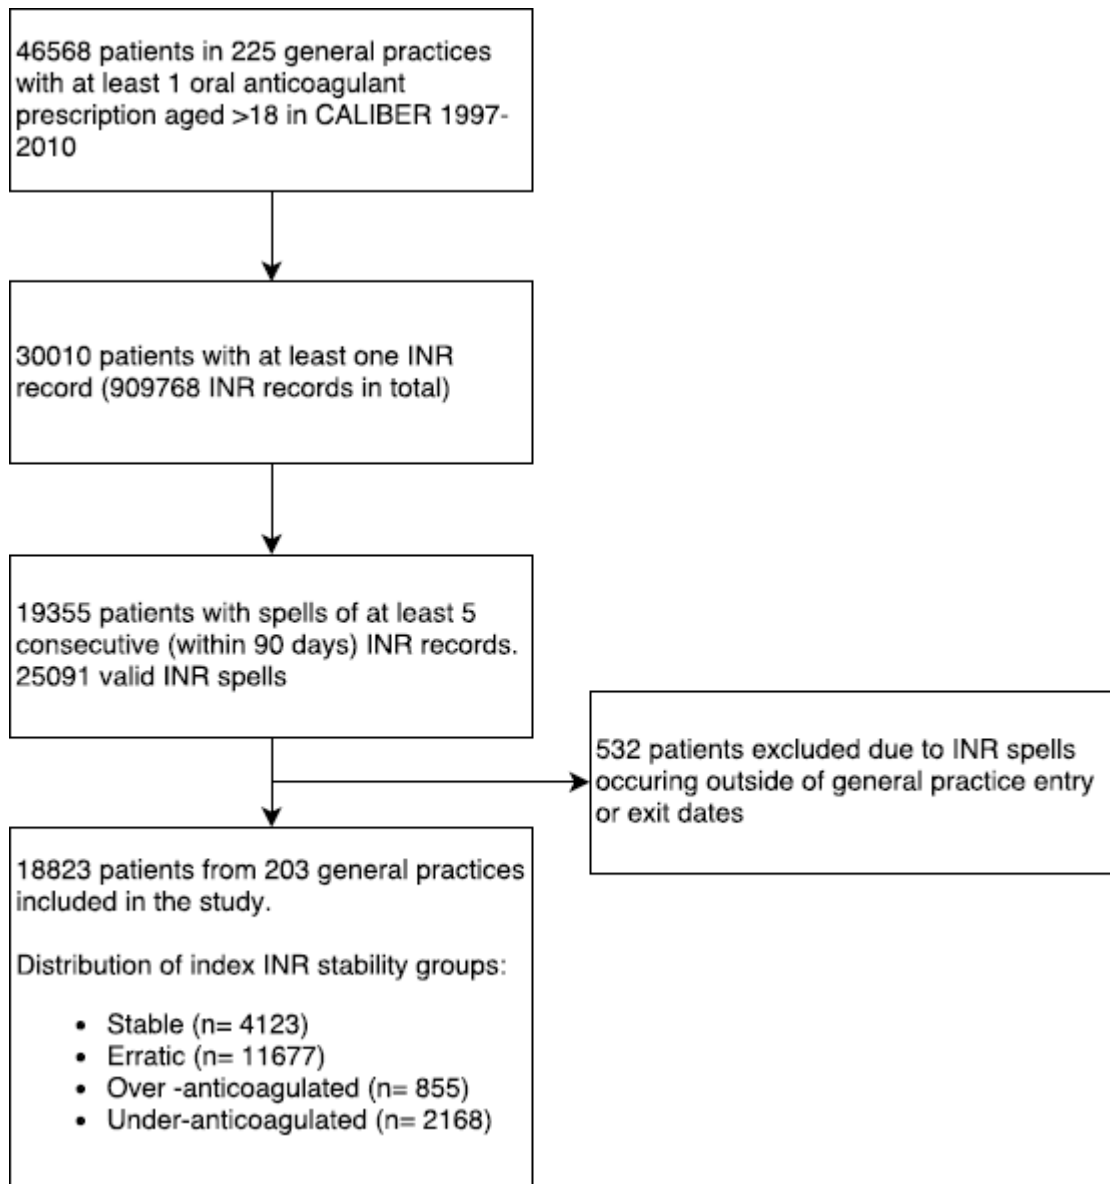 46568 patients in 225 general practices
with at least 1 oral anticoagulant
prescription aged >18 in CALIBER 1997-
2010
30010 patients with at least one INR
record (909768 INR records in total)
19355 patients with spells of at least 5
consecutive (within 90 days) INR records.
25091 valid INR spells
532 patients excluded due to INR spells
occuring outside of general practice entry
or exit dates
18823 patients from 203 general practices
included in the study.
Distribution of index INR stability groups:
• Stable (n= 4123)
• Erratic (n= 11677)
• Over -anticoagulated (n= 855)
• Under-anticoagulated (n= 2168)